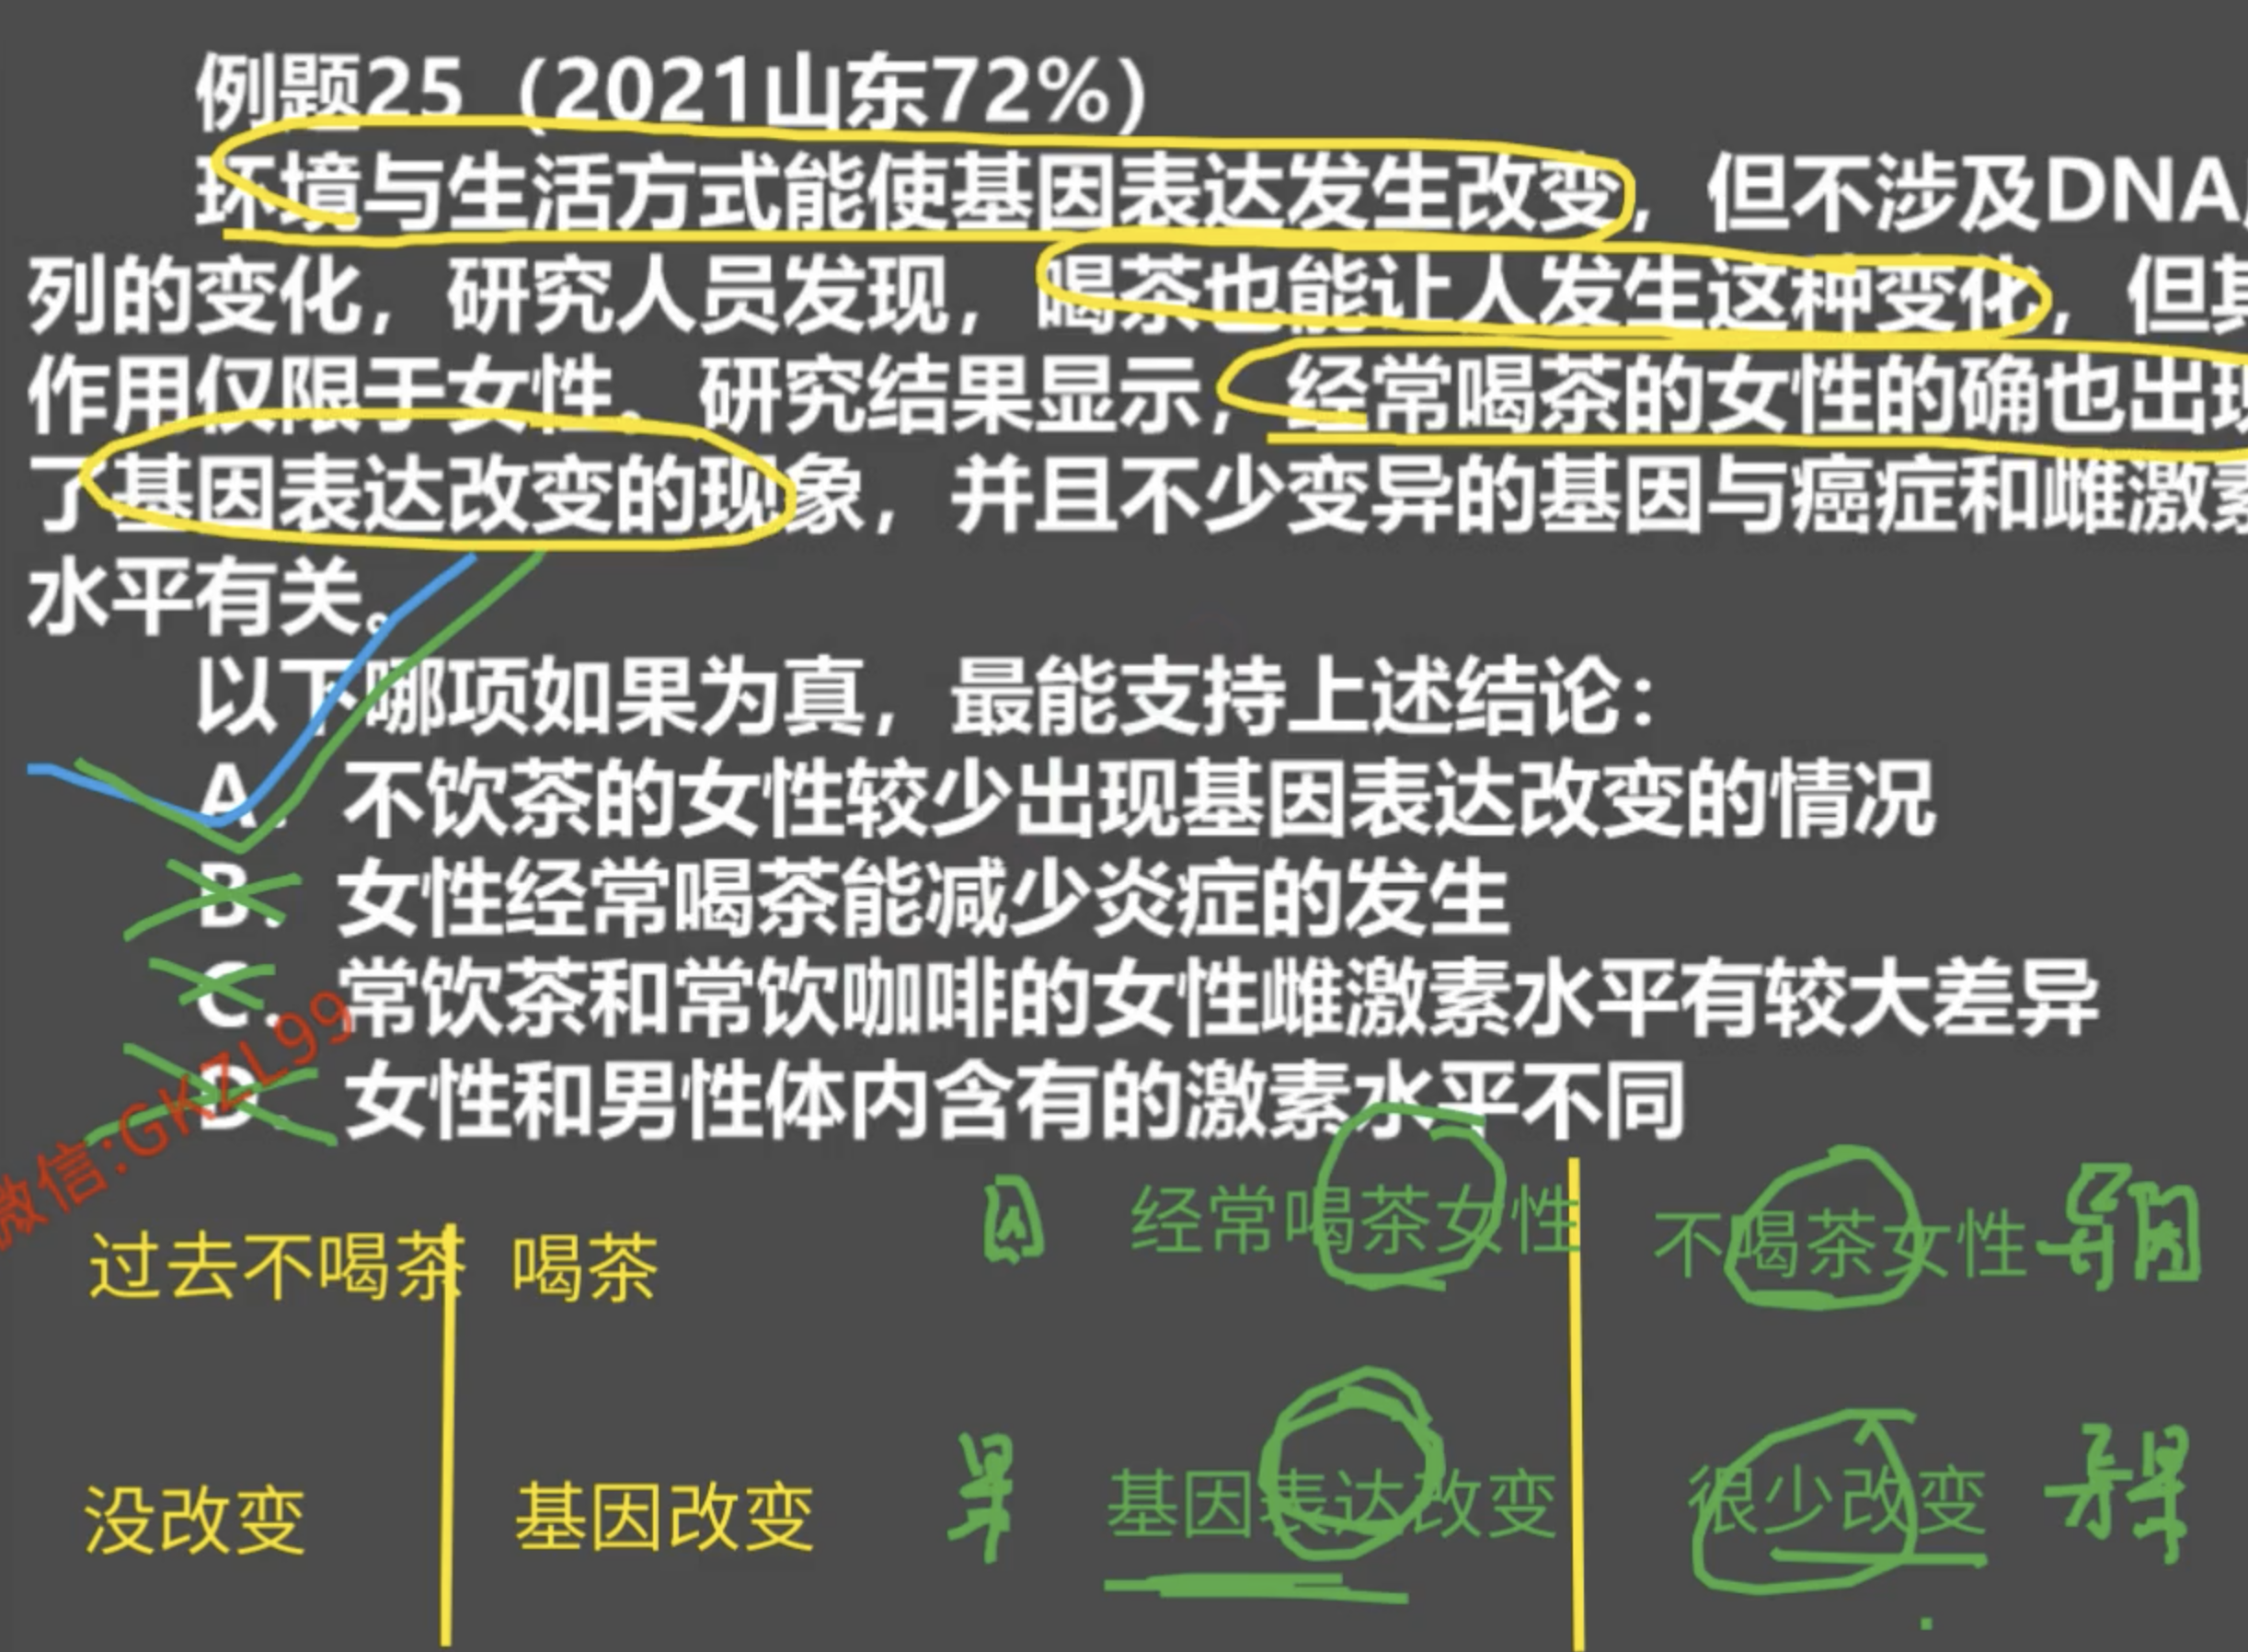 例题25（2021山东72%）
环境与生活方式能使基因表达发生改变，但不涉及DNA
列的变化，研究人员发现，喝茶也能让人发生这种变化，但其
作用仅限于女性。研究结果显示，经常喝茶的女性的确也出现
了基因表达改变的现象，并且不少变异的基因与癌症和雌激素
水平有关。
以下哪项如果为真，最能支持上述结论：
A. 不饮茶的女性较少出现基因表达改变的情况
B. 女性经常喝茶能减少炎症的发生
C. 常饮茶和常饮咖啡的女性雌激素水平有较大差异
D. 女性和男性体内含有的激素水平不同
微信:GKZL99
过去不喝茶 喝茶
因 经常喝茶女性 不喝茶女性
没改变 基因改变
果 基因表达改变 很少改变